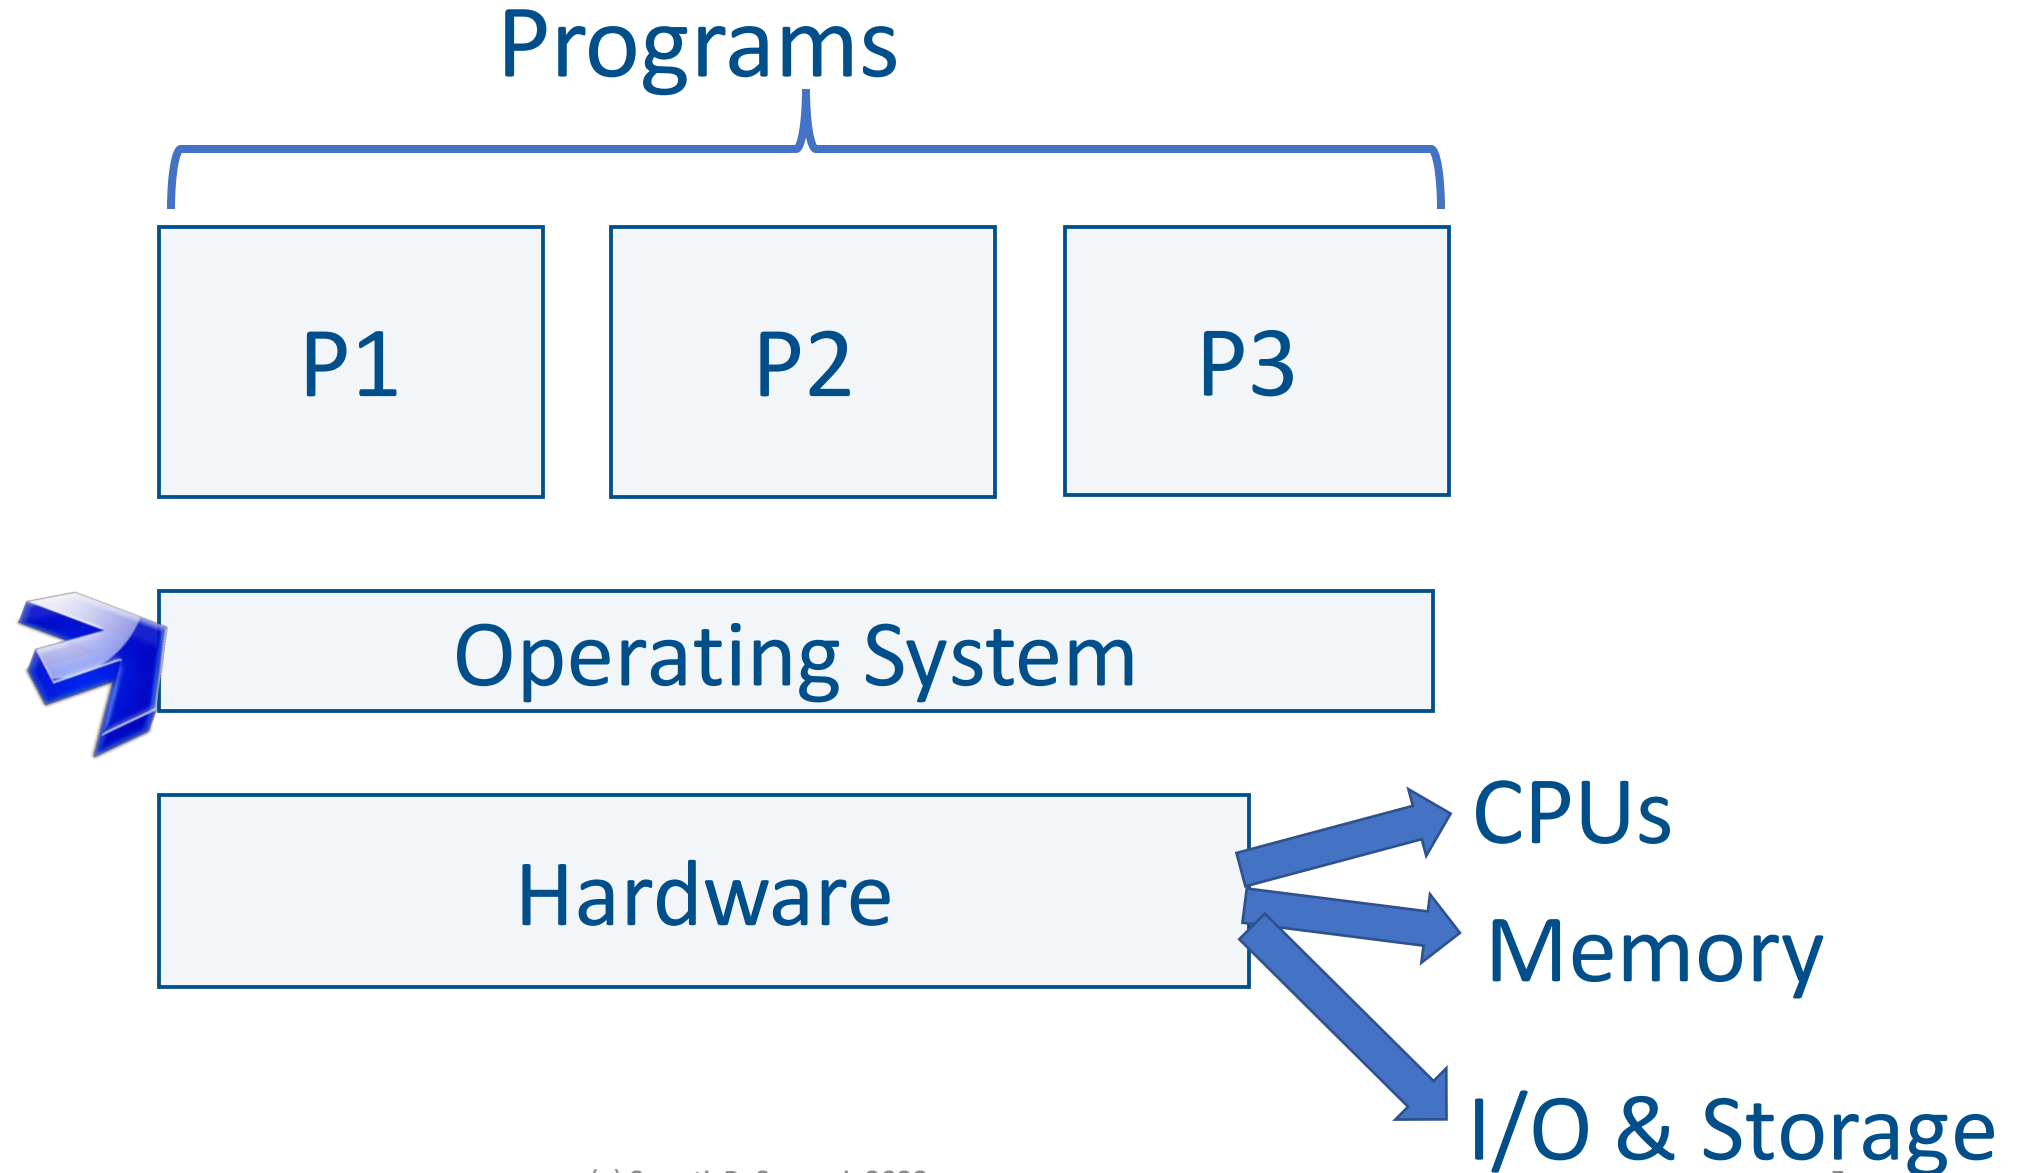 Programs
P1 P2 P3
Operating System
Hardware
CPUs
Memory
I/O & Storage